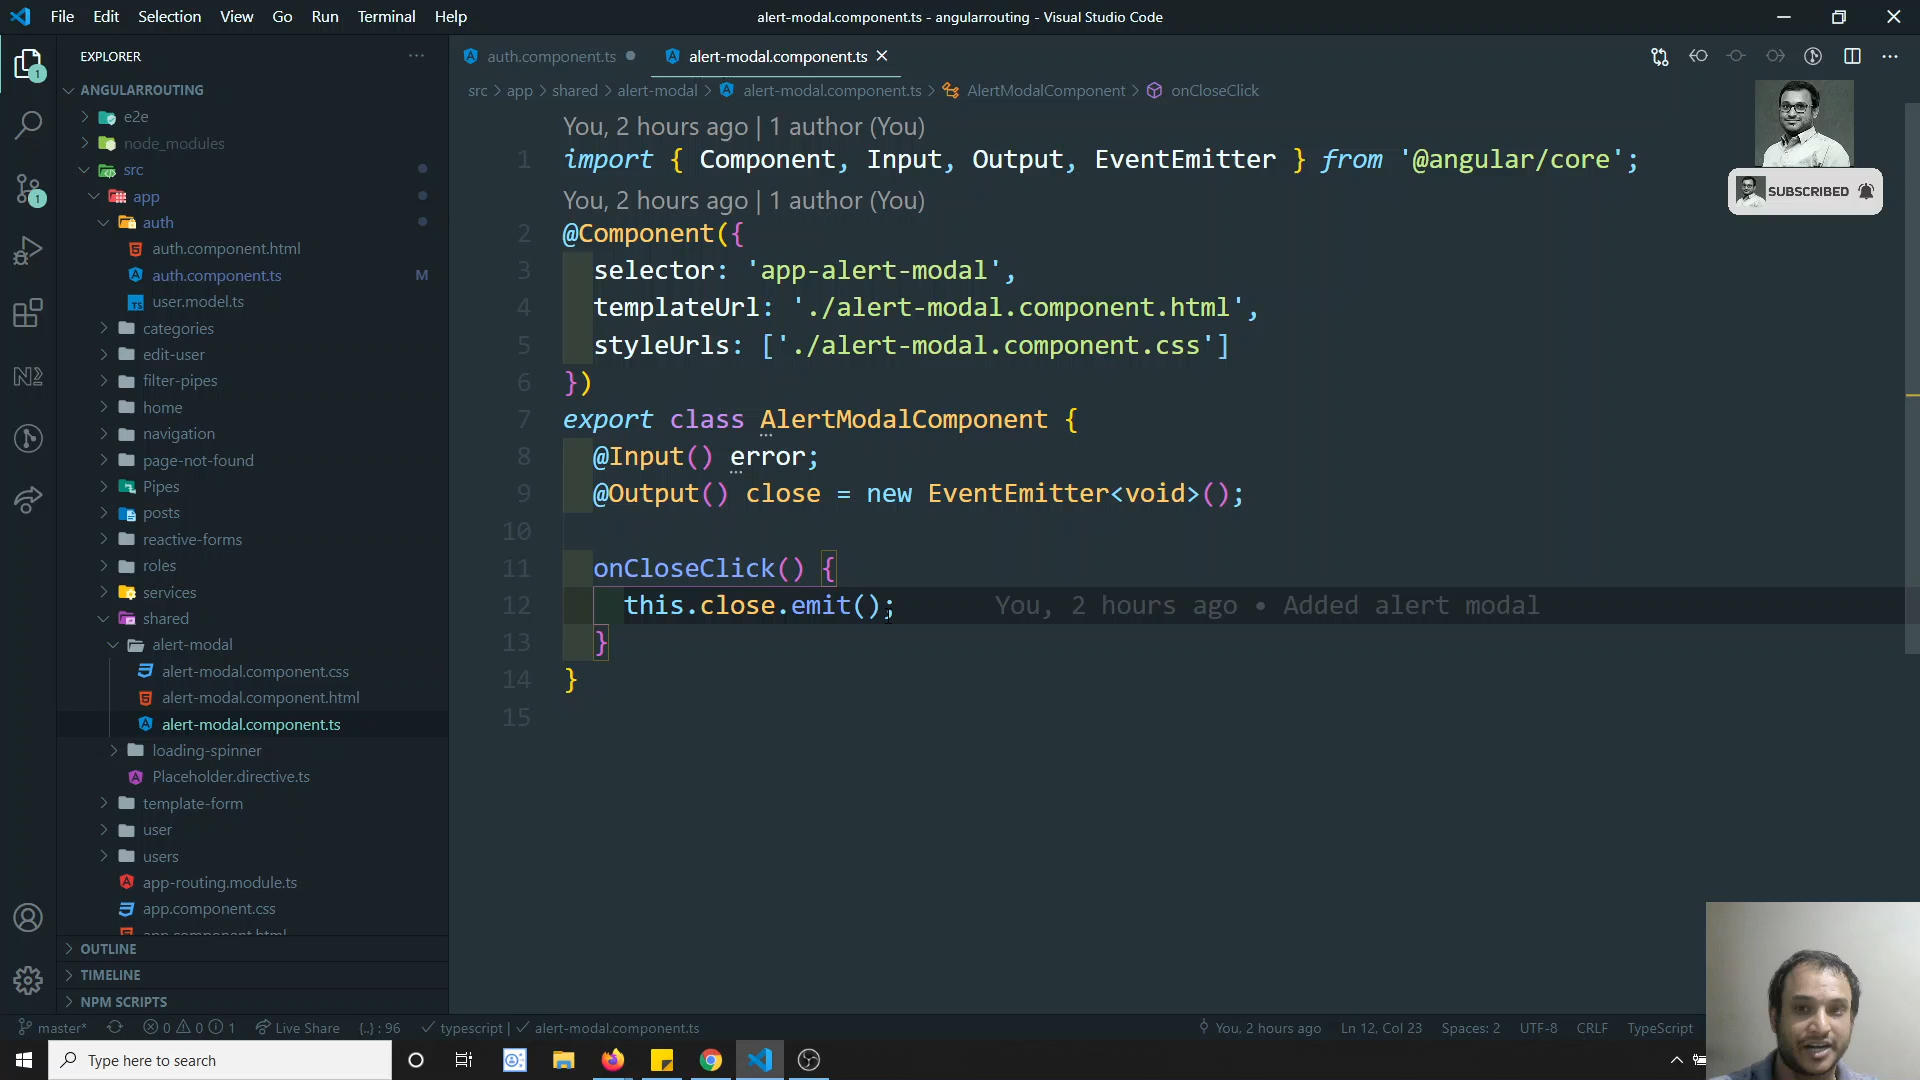 File Edit Selection View Go Run Terminal Help
alert-modal.component.ts - angularrouting - Visual Studio Code
EXPLORER
auth.component.ts
alert-modal.component.ts
ANGULARROUTING
e2e
node_modules
src
app
auth
auth.component.html
auth.component.ts M
user.model.ts
categories
edit-user
filter-pipes
home
navigation
page-not-found
Pipes
posts
reactive-forms
roles
services
shared
alert-modal
alert-modal.component.css
alert-modal.component.html
alert-modal.component.ts
loading-spinner
Placeholder.directive.ts
template-form
user
users
app-routing.module.ts
app.component.css
OUTLINE
TIMELINE
NPM SCRIPTS
src > app > shared > alert-modal > alert-modal.component.ts > AlertModalComponent > onCloseClick
You, 2 hours ago | 1 author (You)
1 import { Component, Input, Output, EventEmitter } from '@angular/core';
You, 2 hours ago | 1 author (You)
2 @Component({
3 selector: 'app-alert-modal',
4 templateUrl: './alert-modal.component.html',
5 styleUrls: ['./alert-modal.component.css']
6 })
7 export class AlertModalComponent {
8 @Input() error;
9 @Output() close = new EventEmitter<void>();
10
11 onCloseClick() {
12 this.close.emit(); You, 2 hours ago • Added alert modal
13 }
14 }
15
SUBSCRIBED
1
1
master* 0 0 1 Live Share {..} : 96 typescript | alert-modal.component.ts
You, 2 hours ago Ln 12, Col 23 Spaces: 2 UTF-8 CRLF TypeScript
Type here to search